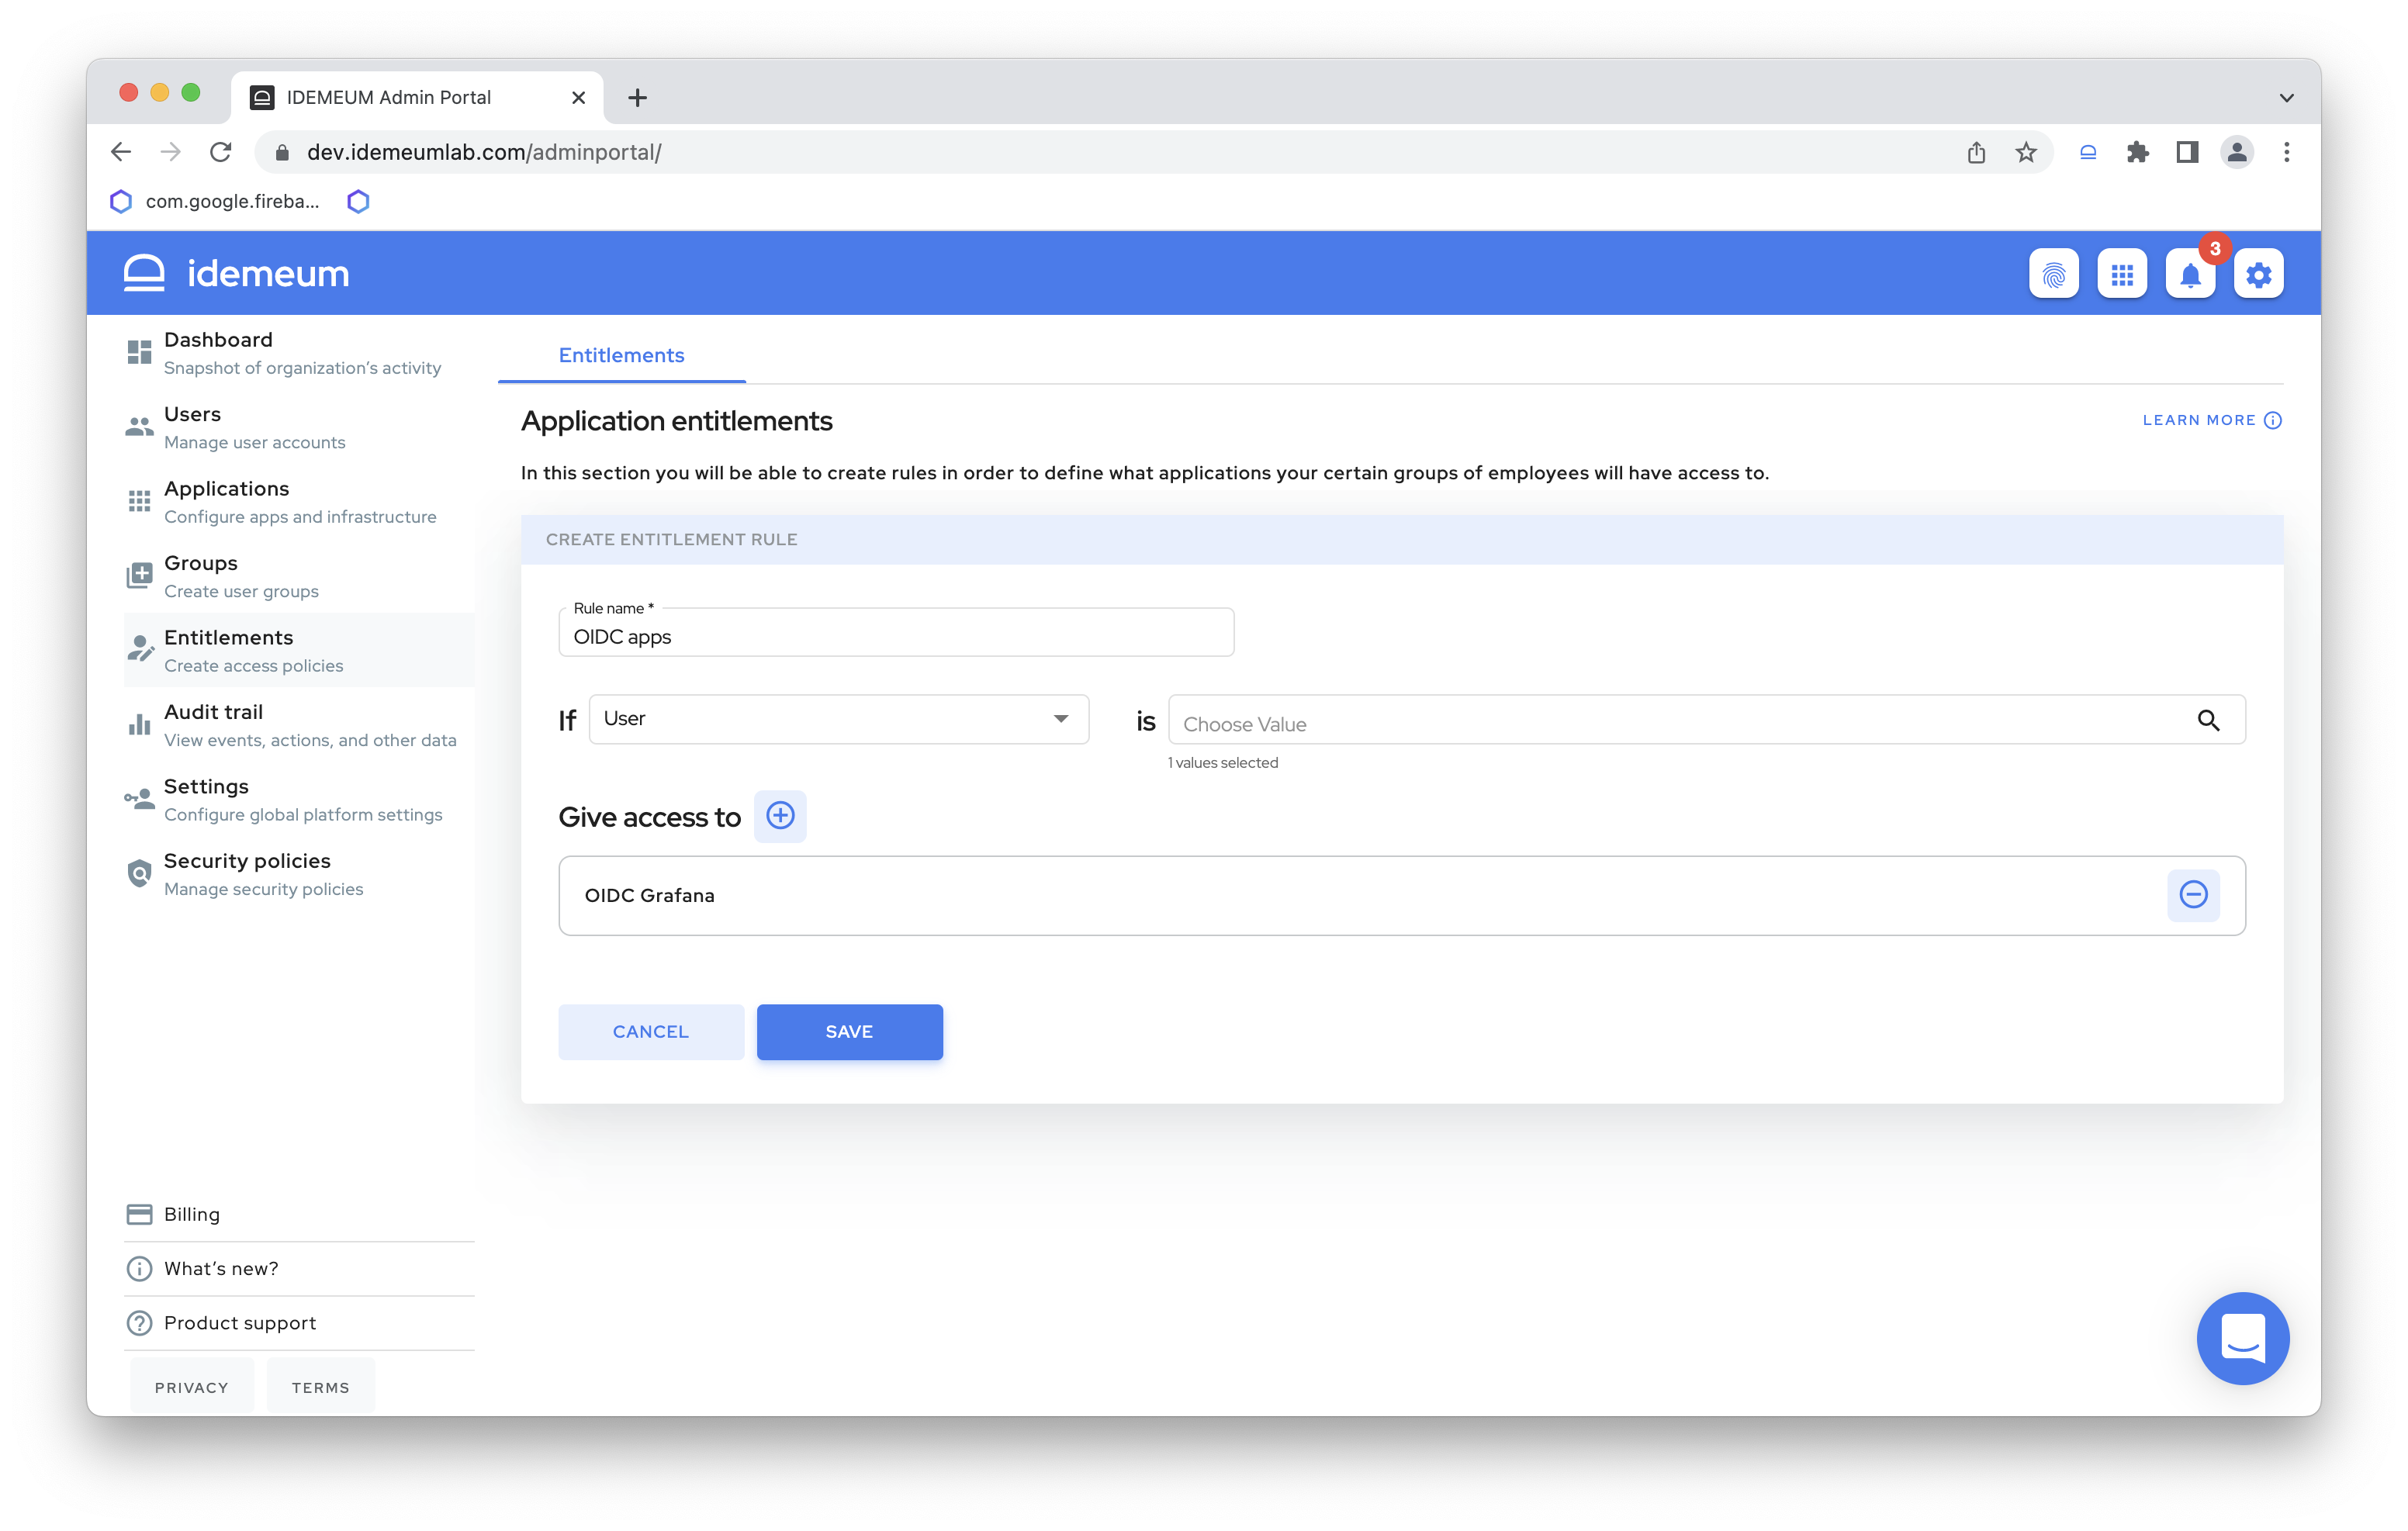 IDEMEUM Admin Portal
dev.idemeumlab.com/adminportal/
com.google.fireba...
idemeum
3
Dashboard
Snapshot of organization's activity
Users
Manage user accounts
Applications
Configure apps and infrastructure
Groups
Create user groups
Entitlements
Create access policies
Audit trail
View events, actions, and other data
Settings
Configure global platform settings
Security policies
Manage security policies
Billing
What's new?
Product support
PRIVACY TERMS
Entitlements
Application entitlements
LEARN MORE
In this section you will be able to create rules in order to define what applications your certain groups of employees will have access to.
CREATE ENTITLEMENT RULE
Rule name *
OIDC apps
If User is Choose Value
1 values selected
Give access to
OIDC Grafana
CANCEL SAVE